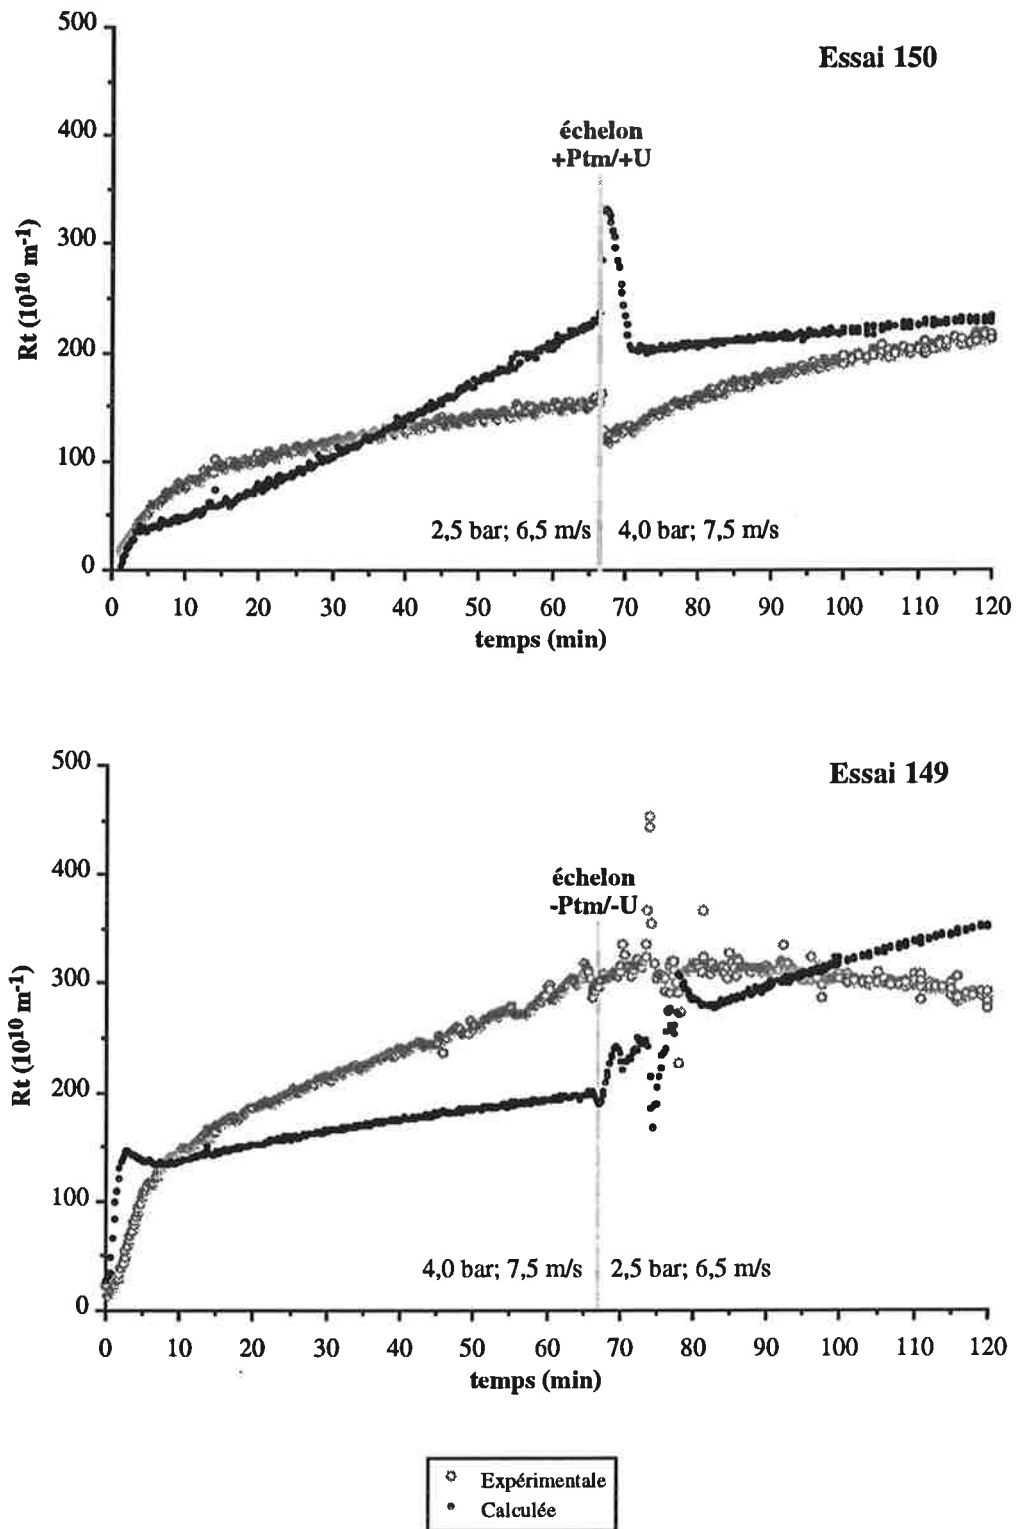 500
Essai 150
400
échelon
+Ptm/+U
300
Rt (10¹⁰ m⁻¹)
200
100
2,5 bar; 6,5 m/s
4,0 bar; 7,5 m/s
0
0 10 20 30 40 50 60 70 80 90 100 110 120
temps (min)
500
Essai 149
400
échelon
-Ptm/-U
300
Rt (10¹⁰ m⁻¹)
200
100
4,0 bar; 7,5 m/s
2,5 bar; 6,5 m/s
0
0 10 20 30 40 50 60 70 80 90 100 110 120
temps (min)
Expérimentale
Calculée